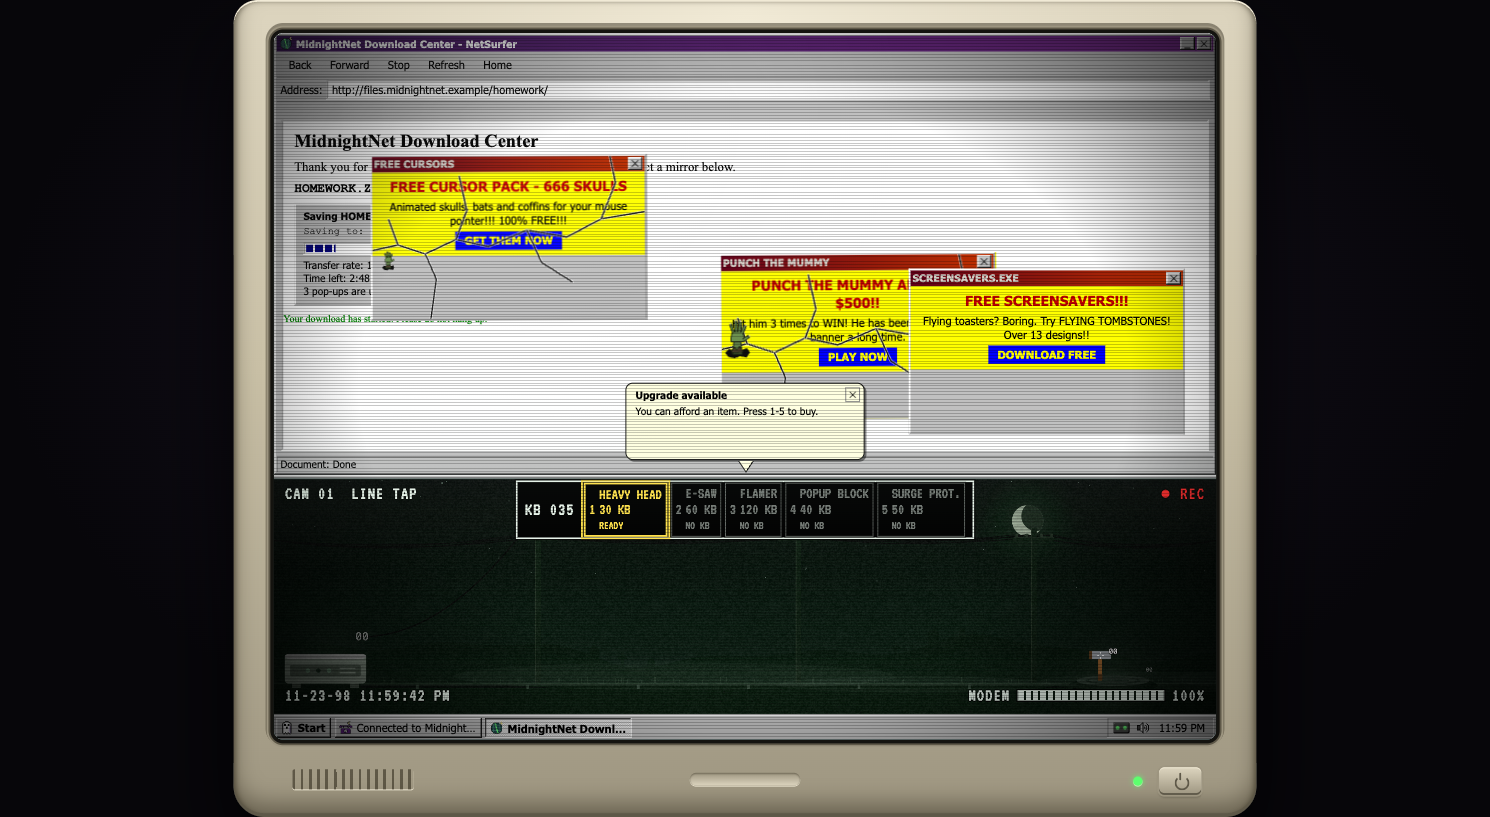 MidnightNet Download Center - NetSurfer
Back Forward Stop Refresh Home
Address: http://files.midnightnet.example/homework/
MidnightNet Download Center
Thank you for
ct a mirror below.
HOMEWORK.Z
Saving HOME
Saving to:
Transfer rate: 1
Time left: 2:48
3 pop-ups are
Your download has
FREE CURSORS
FREE CURSOR PACK - 666 SKULLS
Animated skulls, bats and coffins for your mouse
pointer!!! 100% FREE!!!
GET THEM NOW
PUNCH THE MUMMY
PUNCH THE MUMMY A
$500!!
him 3 times to WIN! He has been
banner a long time.
PLAY NOW
SCREENSAVERS.EXE
FREE SCREENSAVERS!!!
Flying toasters? Boring. Try FLYING TOMBSTONES!
Over 13 designs!!
DOWNLOAD FREE
Upgrade available
You can afford an item. Press 1-5 to buy.
Document: Done
CAM 01 LINE TAP
KB 035
HEAVY HEAD
1 30 KB
READY
E-SAW
2 60 KB
NO KB
FLAMER
3 120 KB
NO KB
POPUP BLOCK
4 40 KB
NO KB
SURGE PROT.
5 50 KB
NO KB
REC
00
00
11-23-98 11:59:42 PM
MODEM 100%
Start Connected to Midnight... MidnightNet Downl... 11:59 PM